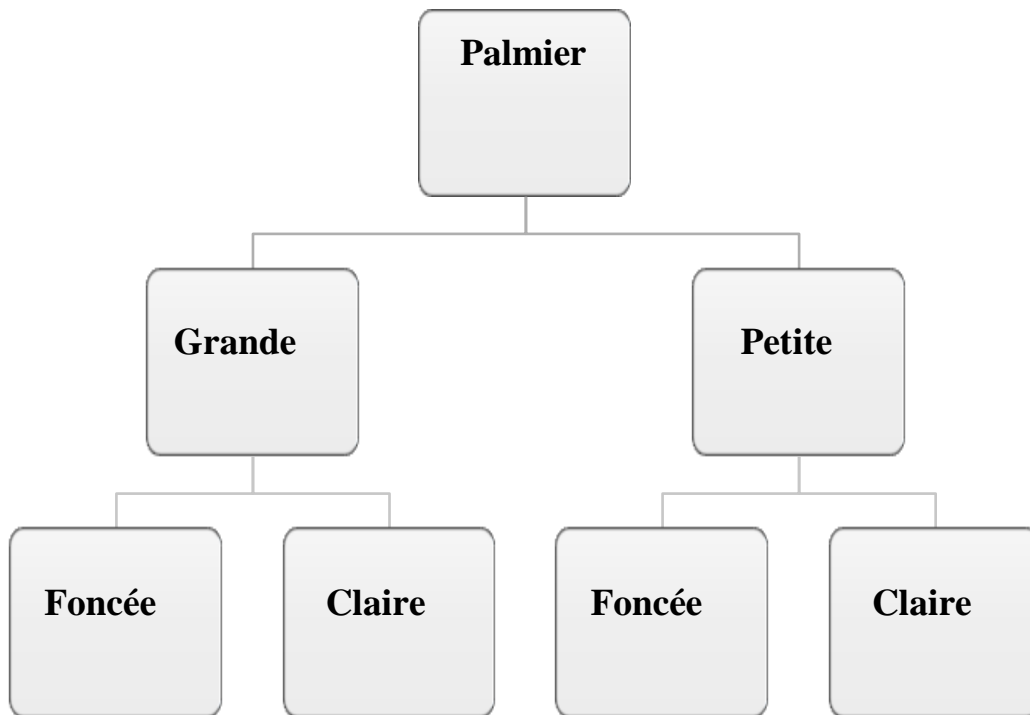 Palmier
Grande
Petite
Foncée
Claire
Foncée
Claire